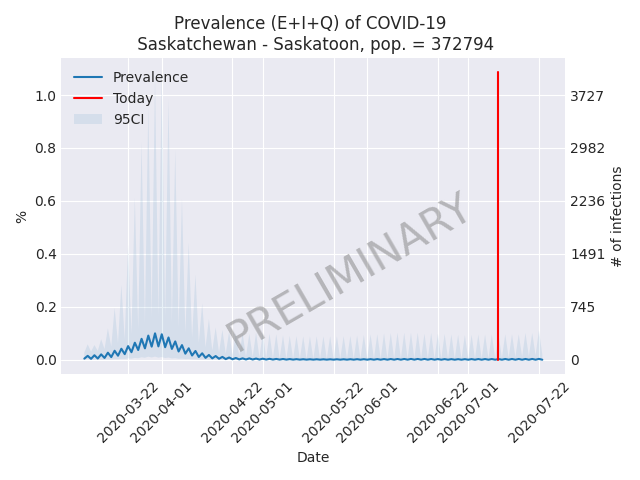 Prevalence (E+I+Q) of COVID-19
Saskatchewan - Saskatoon, pop. = 372794
Prevalence
Today
95CI
1.0
0.8
0.6
0.4
0.2
0.0
%
3727
2982
2236
1491
745
0
# of infections
PRELIMINARY
2020-03-22
2020-04-01
2020-04-22
2020-05-01
2020-05-22
2020-06-01
2020-06-22
2020-07-01
2020-07-22
Date